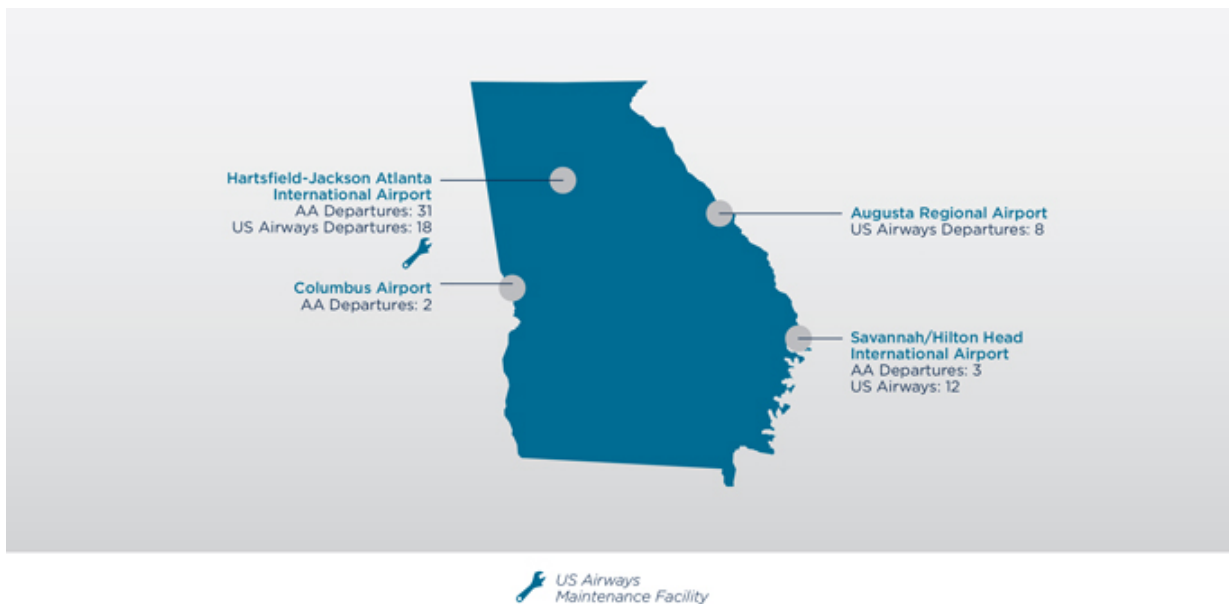 Hartsfield-Jackson Atlanta
International Airport
AA Departures: 31
US Airways Departures: 18
Columbus Airport
AA Departures: 2
Augusta Regional Airport
US Airways Departures: 8
Savannah/Hilton Head
International Airport
AA Departures: 3
US Airways: 12
US Airways
Maintenance Facility